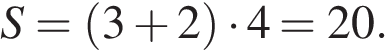 S = (3 + 2) · 4 = 20.